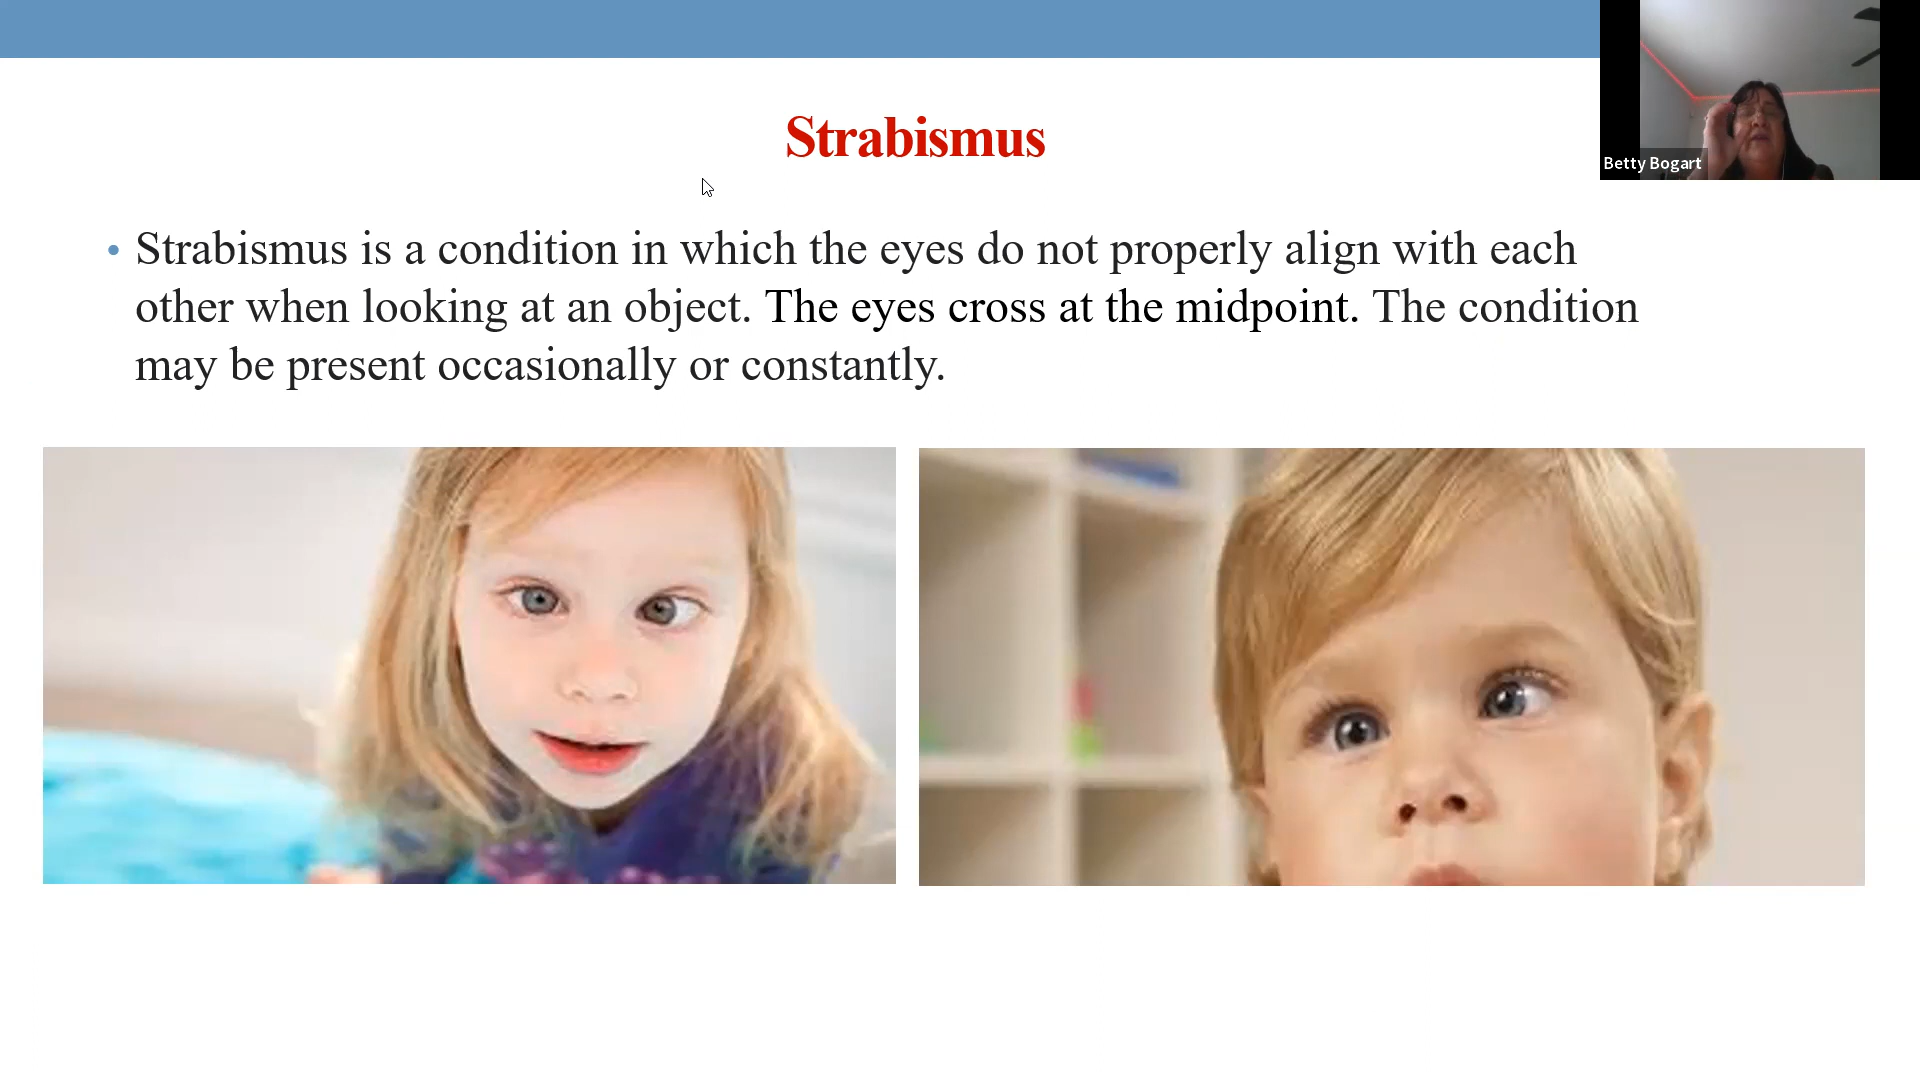 Strabismus
Betty Bogart
• Strabismus is a condition in which the eyes do not properly align with each
other when looking at an object. The eyes cross at the midpoint. The condition
may be present occasionally or constantly.